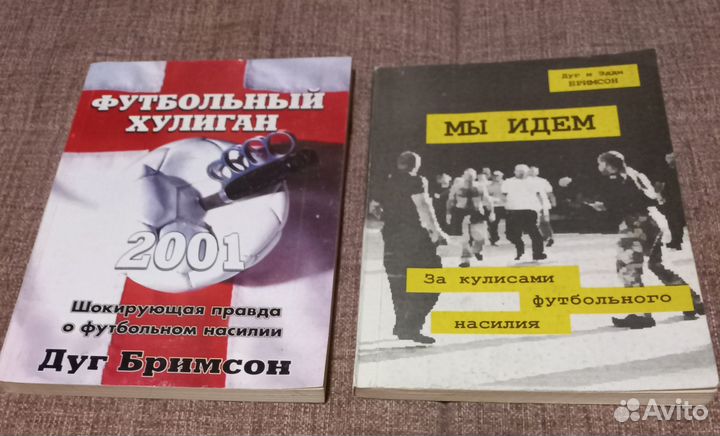 ФУТБОЛЬНЫЙ
ХУЛИГАН
2001
Шокирующая правда
о футбольном насилии
Дуг Бримсон
Дуг и Эдди
БРИМСОН
МЫ ИДЕМ
За кулисами
футбольного
насилия
Avito